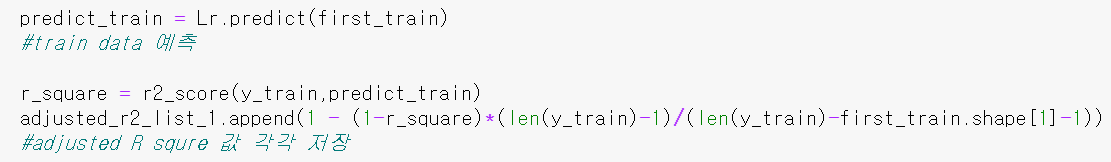 predict_train = Lr.predict(first_train)
#train data 예측
r_square = r2_score(y_train,predict_train)
adjusted_r2_list_1.append(1 - (1-r_square)*(len(y_train)-1)/(len(y_train)-first_train.shape[1]-1))
#adjusted R squre 값 각각 저장